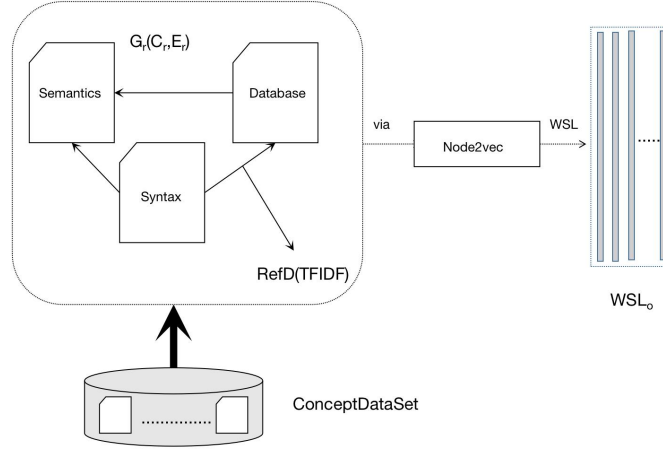 Gr(Cr,Er)
Semantics
Database
Syntax
RefD(TFIDF)
via
Node2vec
WSL
WSLo
ConceptDataSet